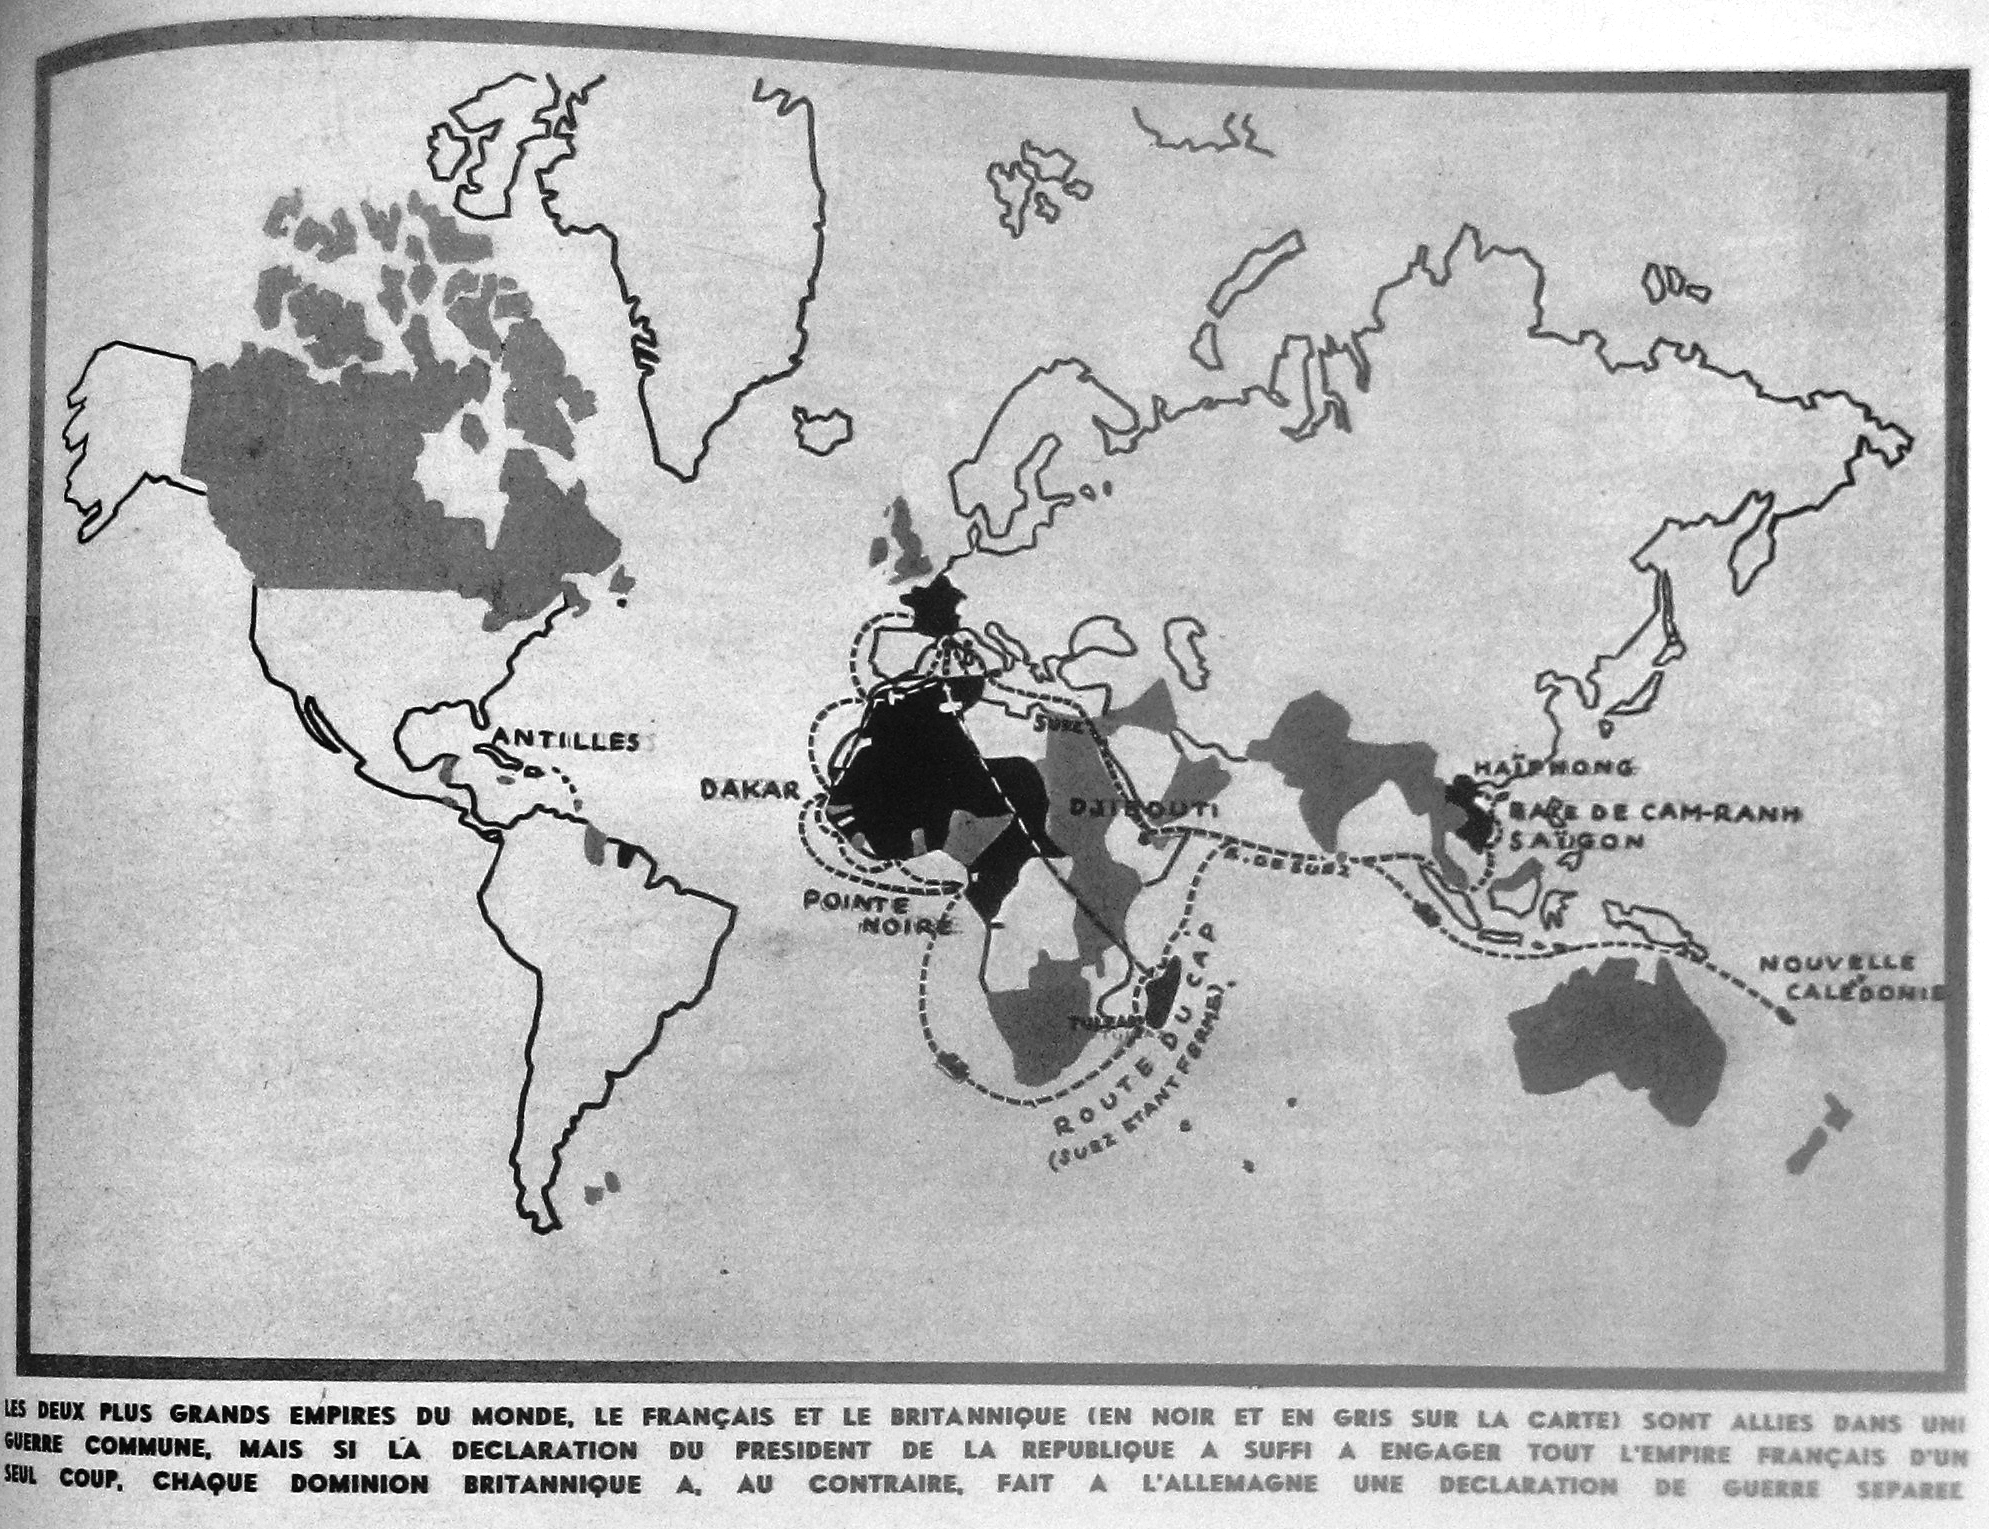 ANTILLES
DAKAR
SUEZ
DJIBOUTI
HAÏPHONG
BASE DE CAM-RANH
SAÏGON
R. DE SUEZ
POINTE
NOIRE
NOUVELLE
CALÉDONIE
ROUTE DU CAP
(SUEZ ETANT FERMÉ)
LES DEUX PLUS GRANDS EMPIRES DU MONDE, LE FRANÇAIS ET LE BRITANNIQUE (EN NOIR ET EN GRIS SUR LA CARTE) SONT ALLIES DANS UNE
GUERRE COMMUNE, MAIS SI LA DECLARATION DU PRESIDENT DE LA REPUBLIQUE A SUFFI A ENGAGER TOUT L'EMPIRE FRANÇAIS D'UN
SEUL COUP, CHAQUE DOMINION BRITANNIQUE A, AU CONTRAIRE, FAIT A L'ALLEMAGNE UNE DECLARATION DE GUERRE SEPAREE